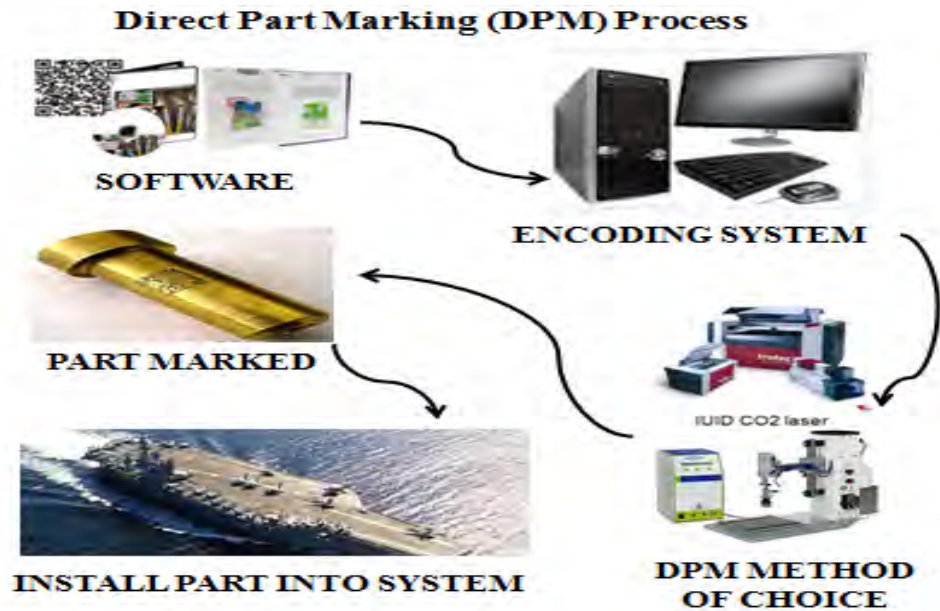 Direct Part Marking (DPM) Process
SOFTWARE
ENCODING SYSTEM
PART MARKED
trotec
IUID CO2 laser
INSTALL PART INTO SYSTEM
DPM METHOD
OF CHOICE